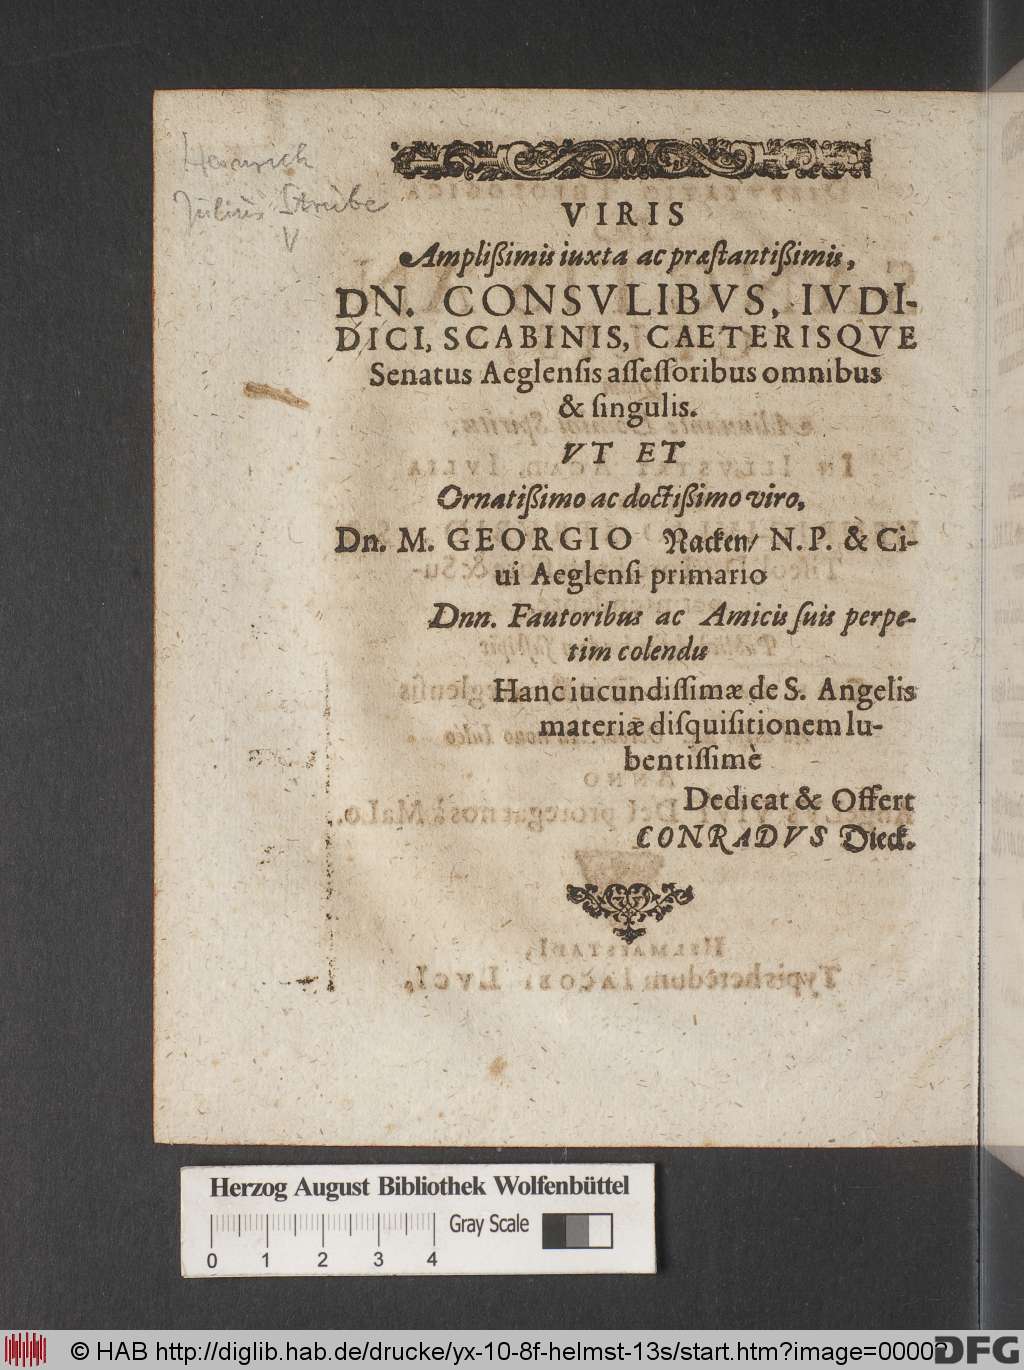 Heinrich
Julius Strube
V
VIRIS
Ampliſſimis iuxta ac præſtantiſſimis,
DN. CONSVLIBVS, IVDI-
DICI, SCABINIS, CAETERISQVE
Senatus Aeglenſis aſſeſſoribus omnibus
& ſingulis.
VT ET
Ornatiſſimo ac doctiſſimo viro,
Dn. M. GEORGIO Nacken/ N.P. & Ci-
ui Aeglenſi primario
Dnn. Fautoribus ac Amicis ſuis perpe-
tim colendis
Hanc iucundiſſimæ de S. Angelis
materiæ diſquiſitionem lu-
bentiſſimè
Dedicat & Offert
CONRADVS Dieck.
Herzog August Bibliothek Wolfenbüttel
Gray Scale
0 1 2 3 4
© HAB http://diglib.hab.de/drucke/yx-10-8f-helmst-13s/start.htm?image=00002
DFG